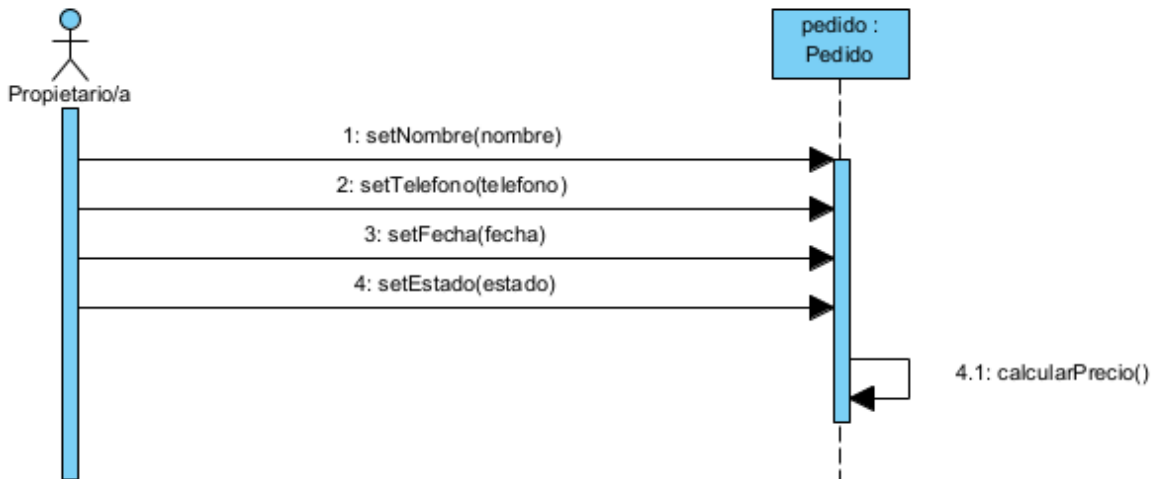 pedido :
Pedido
Propietario/a
1: setNombre(nombre)
2: setTelefono(telefono)
3: setFecha(fecha)
4: setEstado(estado)
4.1: calcularPrecio()